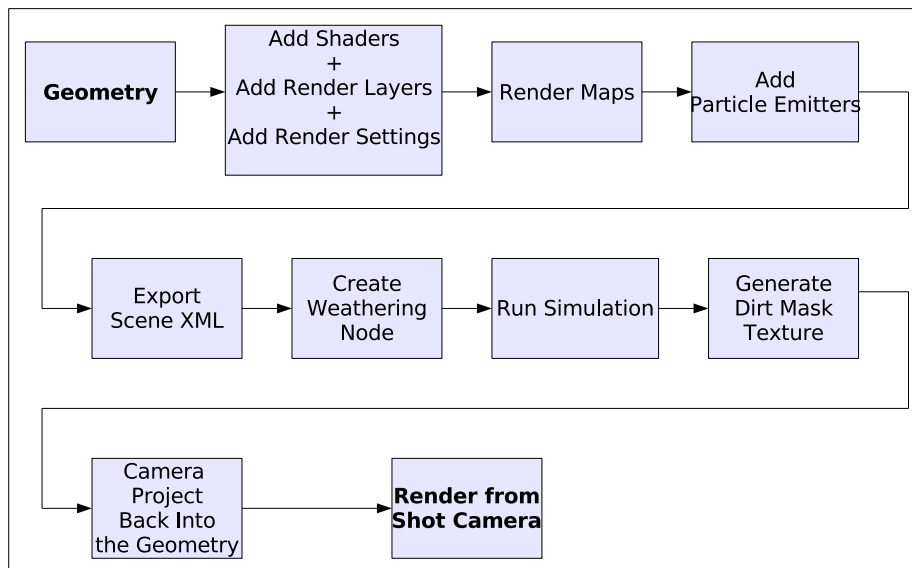 Geometry
Add Shaders
+
Add Render Layers
+
Add Render Settings
Render Maps
Add
Particle Emitters
Export
Scene XML
Create
Weathering
Node
Run Simulation
Generate
Dirt Mask
Texture
Camera
Project
Back Into
the Geometry
Render from
Shot Camera